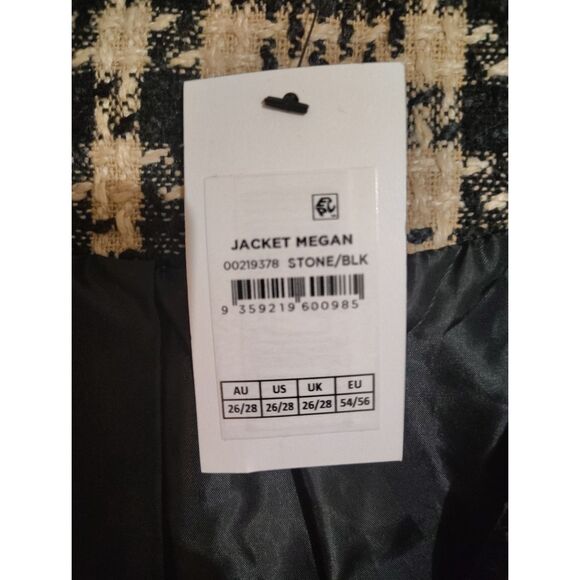 JACKET MEGAN
00219378 STONE/BLK
9 359219 600985
AU US UK EU
26/28 26/28 26/28 54/56